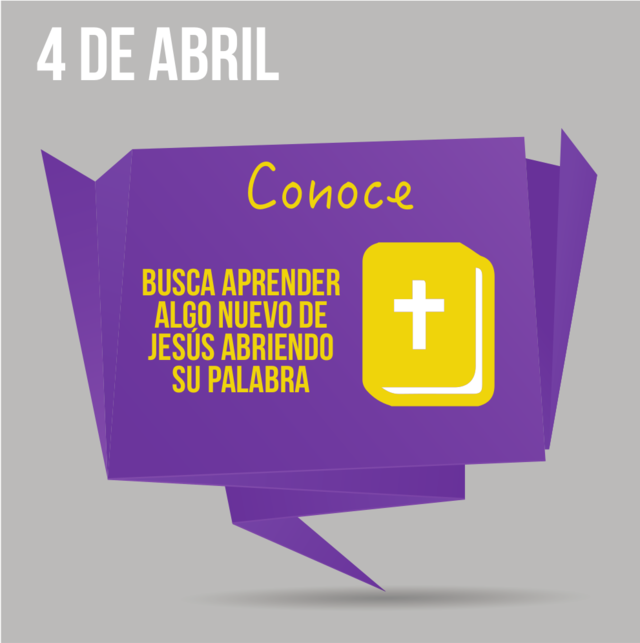 4 DE ABRIL
Conoce
BUSCA APRENDER
ALGO NUEVO DE
JESÚS ABRIENDO
SU PALABRA